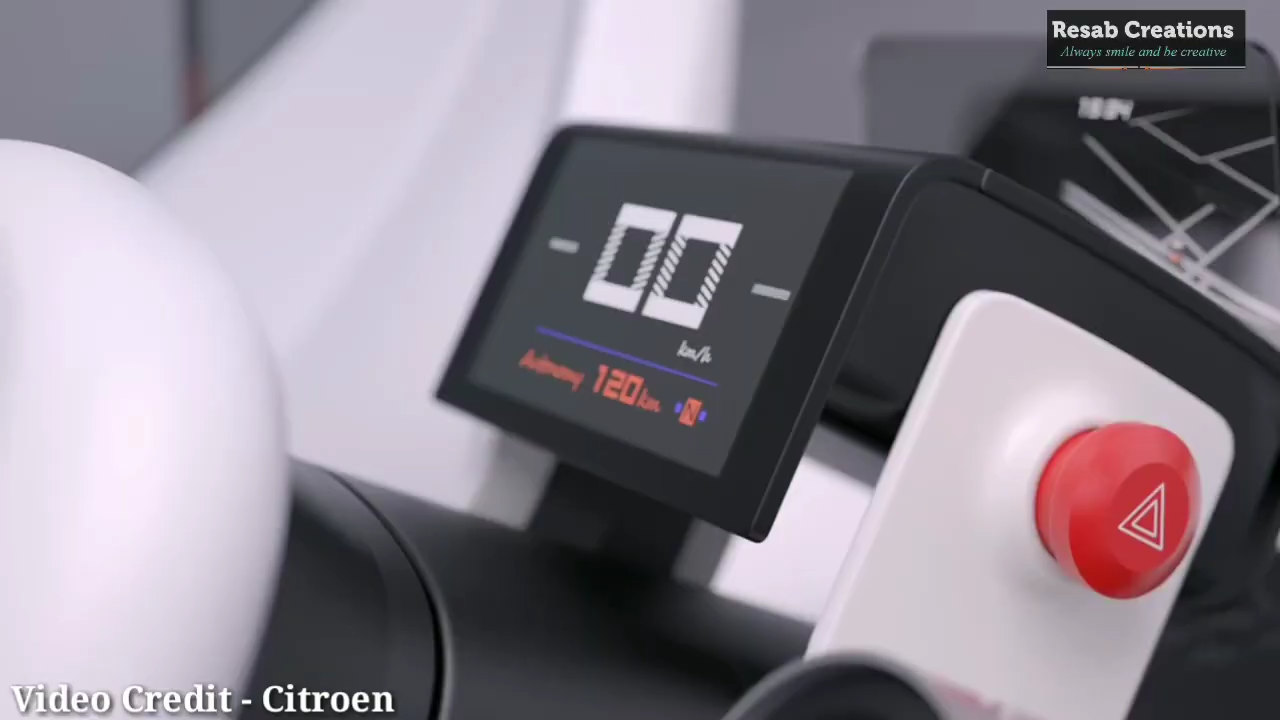 Resab Creations
Always smile and be creative
00
km/h
Autonomy 120 km
N
Video Credit - Citroen